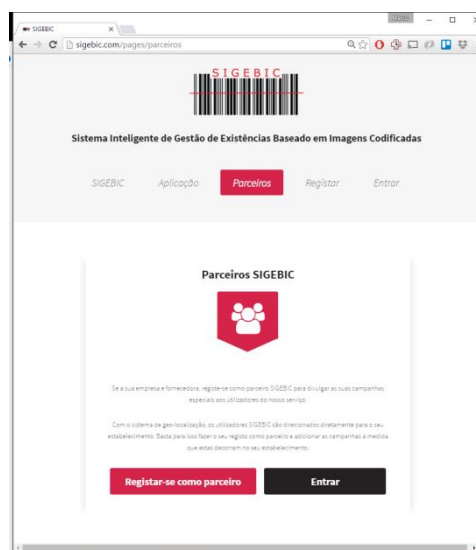 SIGEBIC
sigebic.com/pages/parceiros
SIGEBIC
Sistema Inteligente de Gestão de Existências Baseado em Imagens Codificadas
SIGEBIC Aplicação Parceiros Registar Entrar
Parceiros SIGEBIC
Se a sua empresa é fornecedora, registe-se como parceiro SIGEBIC para divulgar as suas campanhas
especiais aos utilizadores do nosso serviço.
Com o sistema de geo-localização, os utilizadores SIGEBIC são direcionados diretamente para o seu
estabelecimento. Basta para isso fazer o seu registo como parceiro e adicionar as campanhas à medida
que estas decorram no seu estabelecimento.
Registar-se como parceiro Entrar